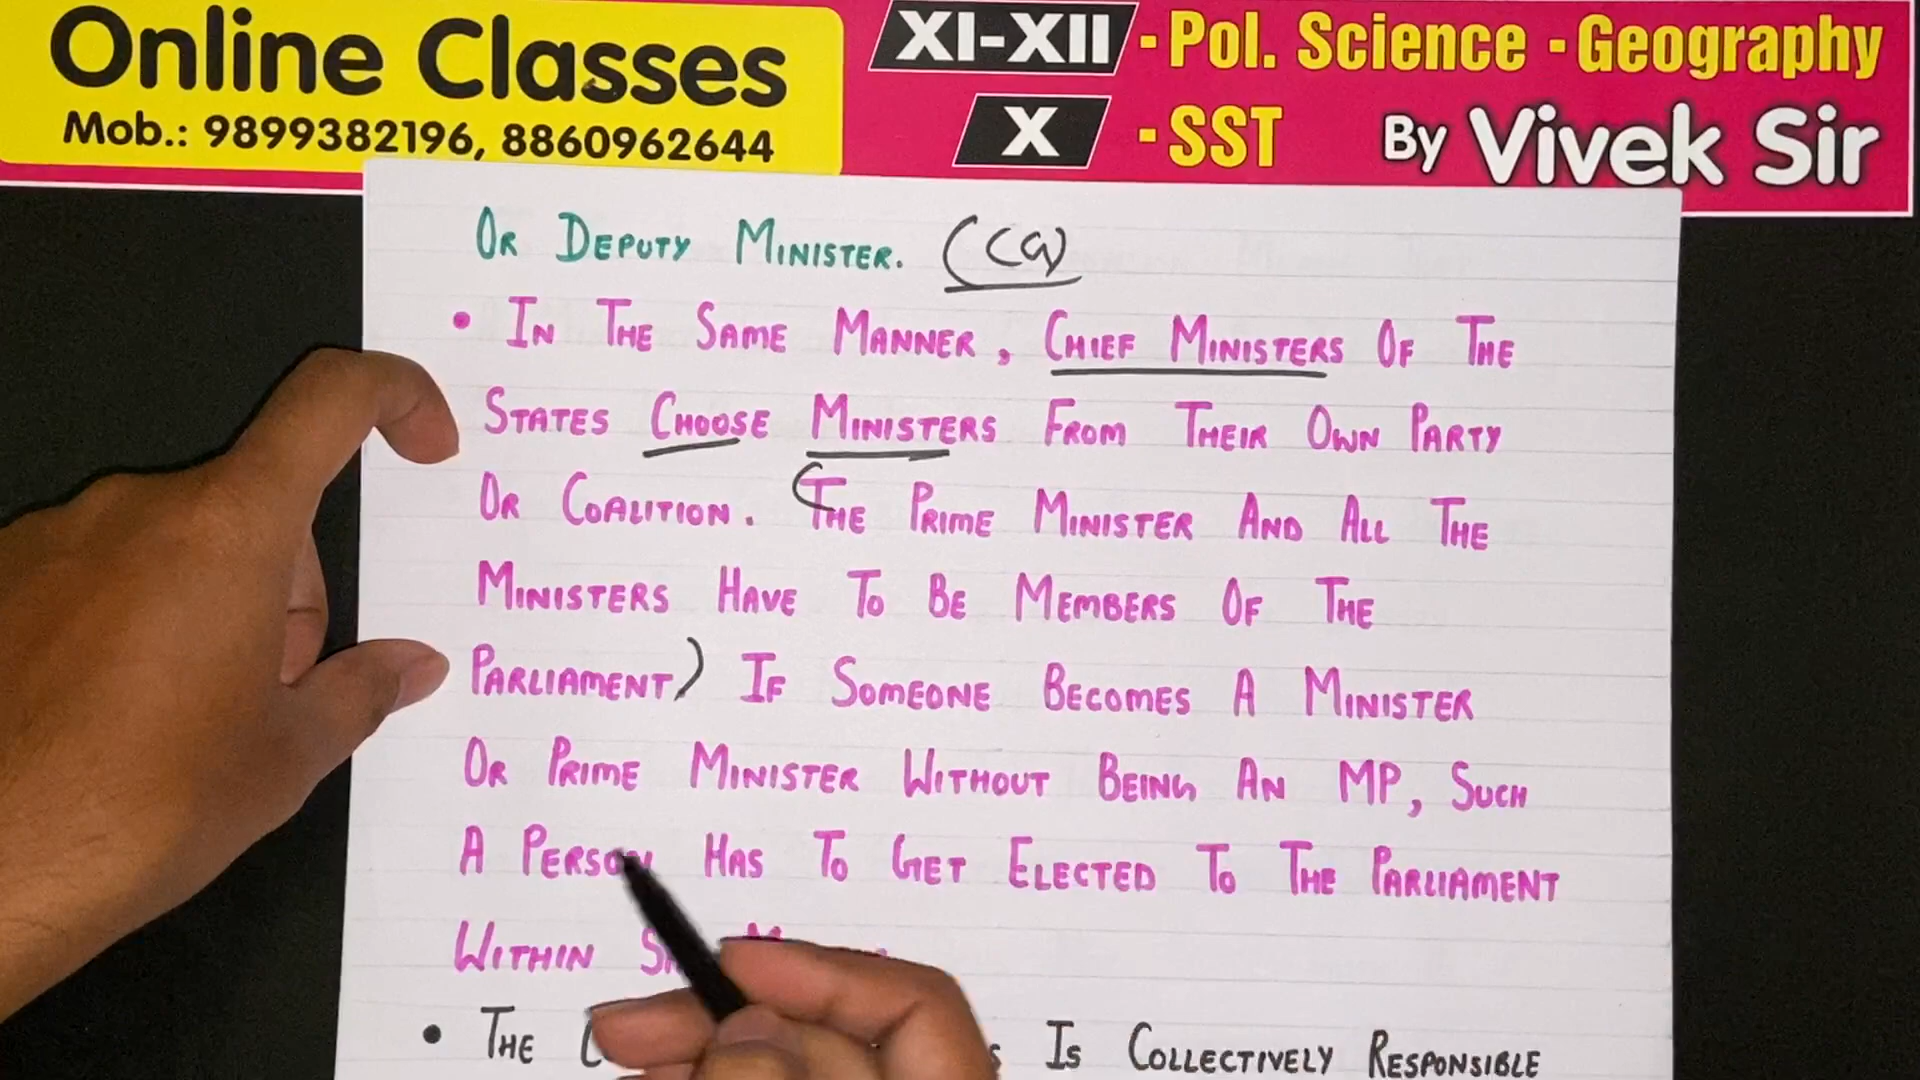 Online Classes
Mob.: 9899382196, 8860962644
XI-XII - Pol. Science - Geography
X - SST
By Vivek Sir
OR DEPUTY MINISTER. (CG)
• IN THE SAME MANNER, CHIEF MINISTERS OF THE
STATES CHOOSE MINISTERS FROM THEIR OWN PARTY
OR COALITION. (THE PRIME MINISTER AND ALL THE
MINISTERS HAVE TO BE MEMBERS OF THE
PARLIAMENT) IF SOMEONE BECOMES A MINISTER
OR PRIME MINISTER WITHOUT BEING AN MP, SUCH
A PERSON HAS TO GET ELECTED TO THE PARLIAMENT
WITHIN
• THE IS COLLECTIVELY RESPONSIBLE